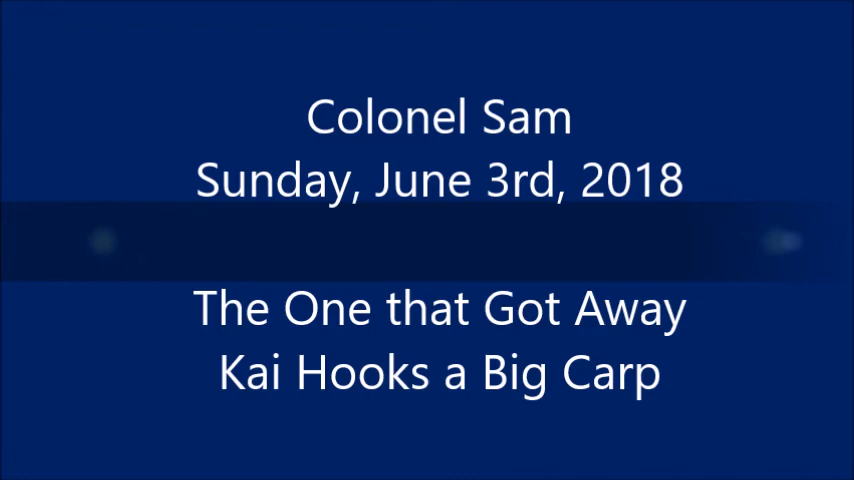 Colonel Sam
Sunday, June 3rd, 2018
The One that Got Away
Kai Hooks a Big Carp